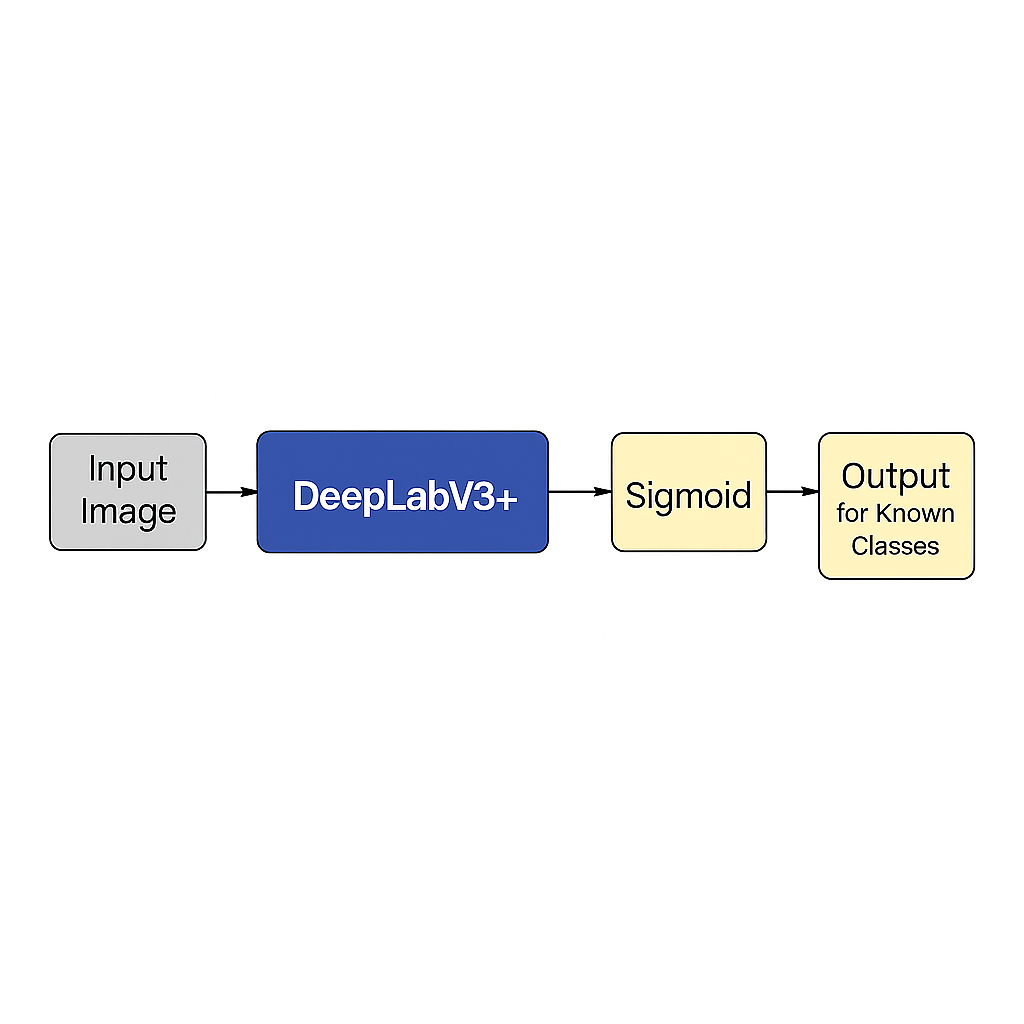 Input
Image
DeepLabV3+
Sigmoid
Output
for Known
Classes